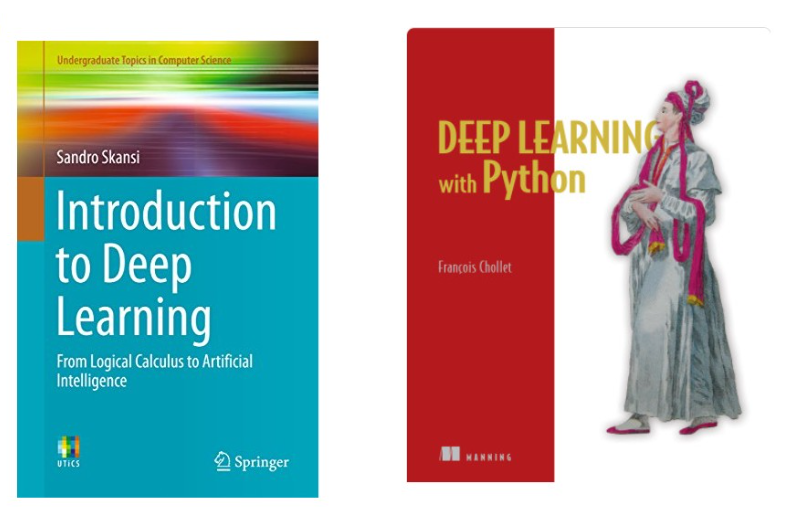 Undergraduate Topics in Computer Science
Sandro Skansi
Introduction
to Deep
Learning
From Logical Calculus to Artificial
Intelligence
UTiCS
Springer
DEEP LEARNING
with Python
François Chollet
MANNING